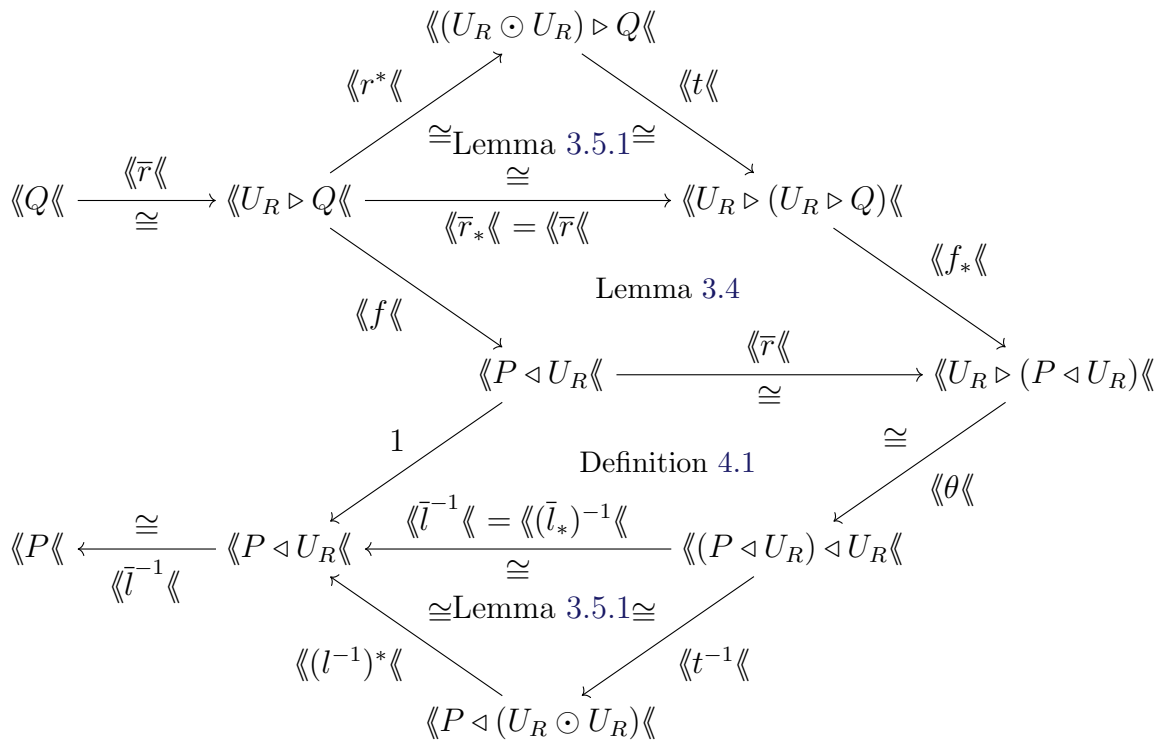 ⟪(U_R ⊙ U_R) ▹ Q⟪
⟪r^*⟪ ⟪t⟪
≅ Lemma 3.5.1 ≅
⟪r̄⟪ ≅
⟪Q⟪ ⟪U_R ▹ Q⟪ ⟪U_R ▹ (U_R ▹ Q)⟪
≅ ⟪r̄_*⟪ = ⟪r̄⟪
⟪f_*⟪
Lemma 3.4
⟪f⟪
⟪r̄⟪
⟪P ◃ U_R⟪ ⟪U_R ▹ (P ◃ U_R)⟪
≅
1 ≅
Definition 4.1
⟪θ⟪
≅ ⟪l̄^{-1}⟪ = ⟪(l̄_*)^{-1}⟪
⟪P⟪ ⟪P ◃ U_R⟪ ⟪(P ◃ U_R) ◃ U_R⟪
⟪l̄^{-1}⟪ ≅
≅ Lemma 3.5.1 ≅
⟪(l^{-1})^*⟪ ⟪t^{-1}⟪
⟪P ◃ (U_R ⊙ U_R)⟪